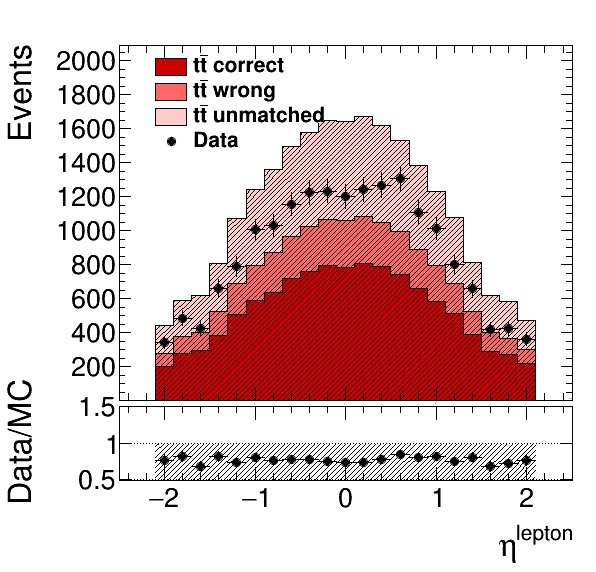 Events
2000
1800
1600
1400
1200
1000
800
600
400
200
tt̄ correct
tt̄ wrong
tt̄ unmatched
Data
Data/MC
1.5
1
0.5
−2 −1 0 1 2
η^lepton